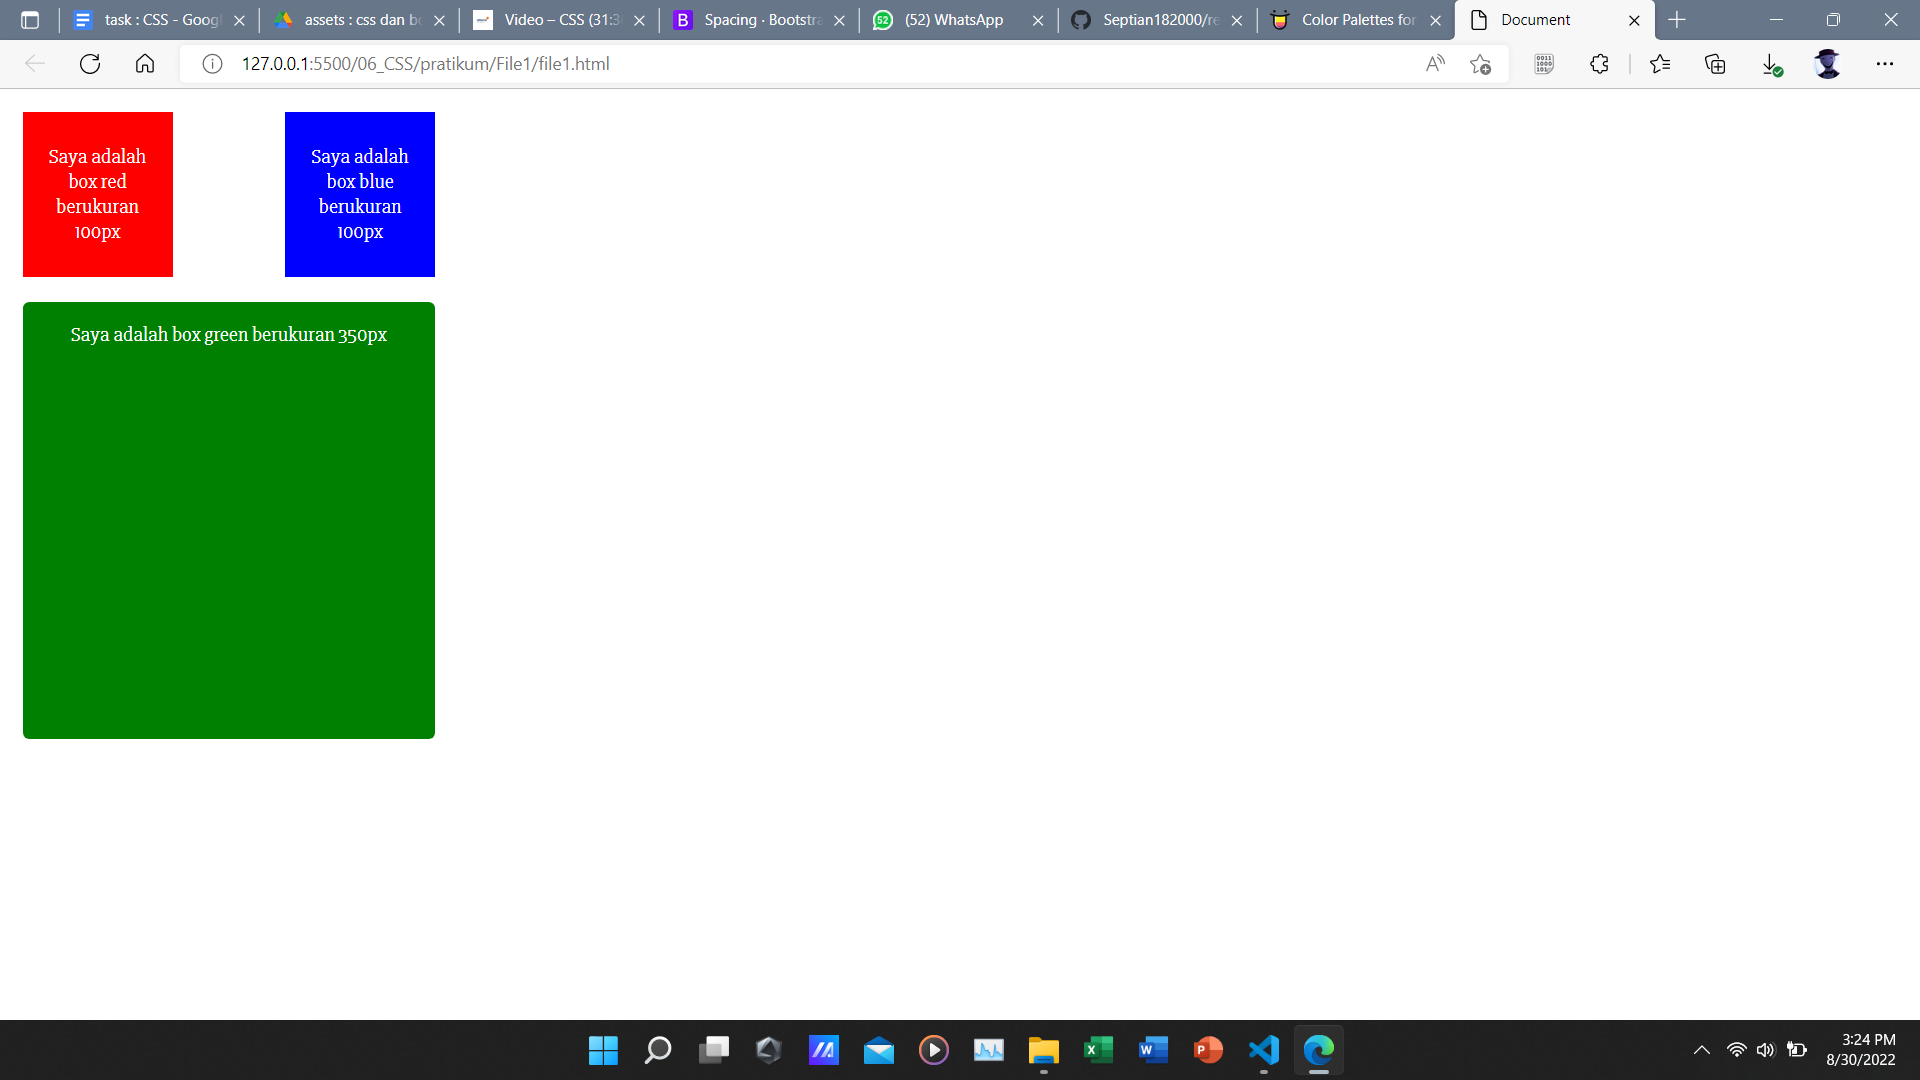 task : CSS - Googl
assets : css dan bo
Video – CSS (31:3
Spacing · Bootstra
(52) WhatsApp
Septian182000/re
Color Palettes for
Document
127.0.0.1:5500/06_CSS/pratikum/File1/file1.html
Saya adalah
box red
berukuran
100px
Saya adalah
box blue
berukuran
100px
Saya adalah box green berukuran 350px
3:24 PM
8/30/2022